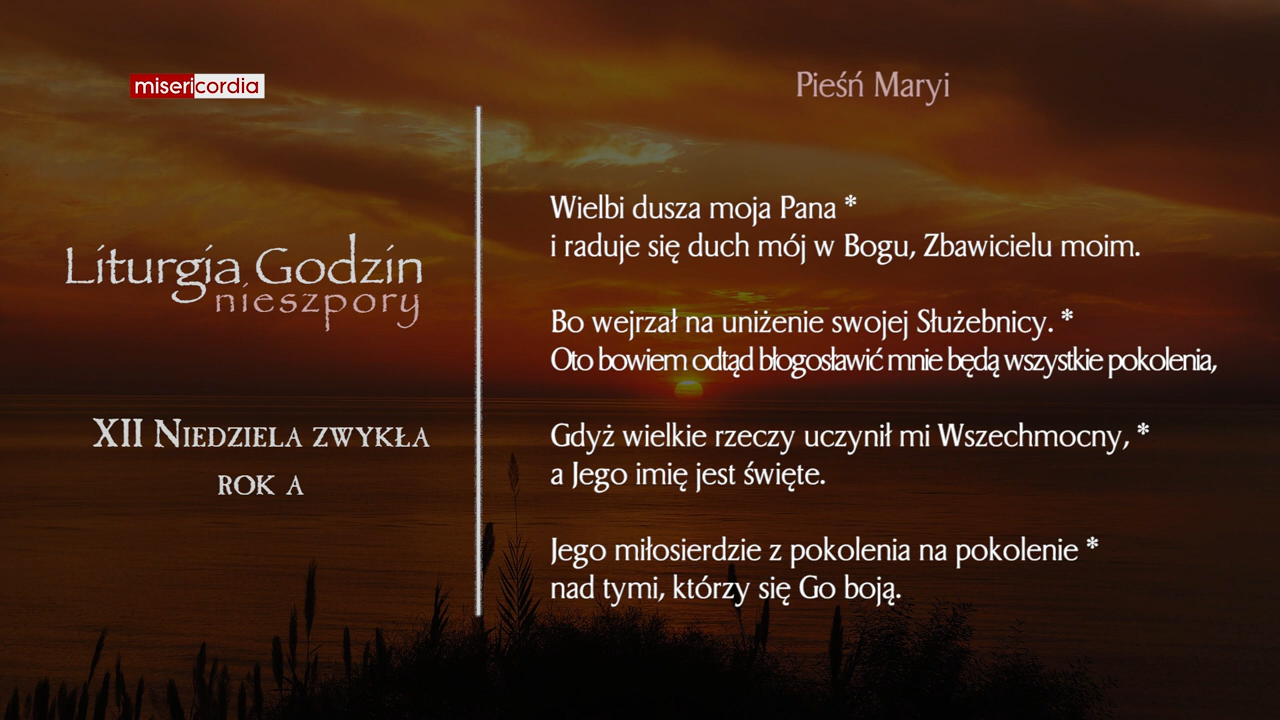 misericordia
Liturgia Godzin
nieszpory
XII Niedziela zwykła
rok a
Pieśń Maryi
Wielbi dusza moja Pana *
i raduje się duch mój w Bogu, Zbawicielu moim.
Bo wejrzał na uniżenie swojej Służebnicy. *
Oto bowiem odtąd błogosławić mnie będą wszystkie pokolenia,
Gdyż wielkie rzeczy uczynił mi Wszechmocny, *
a Jego imię jest święte.
Jego miłosierdzie z pokolenia na pokolenie *
nad tymi, którzy się Go boją.